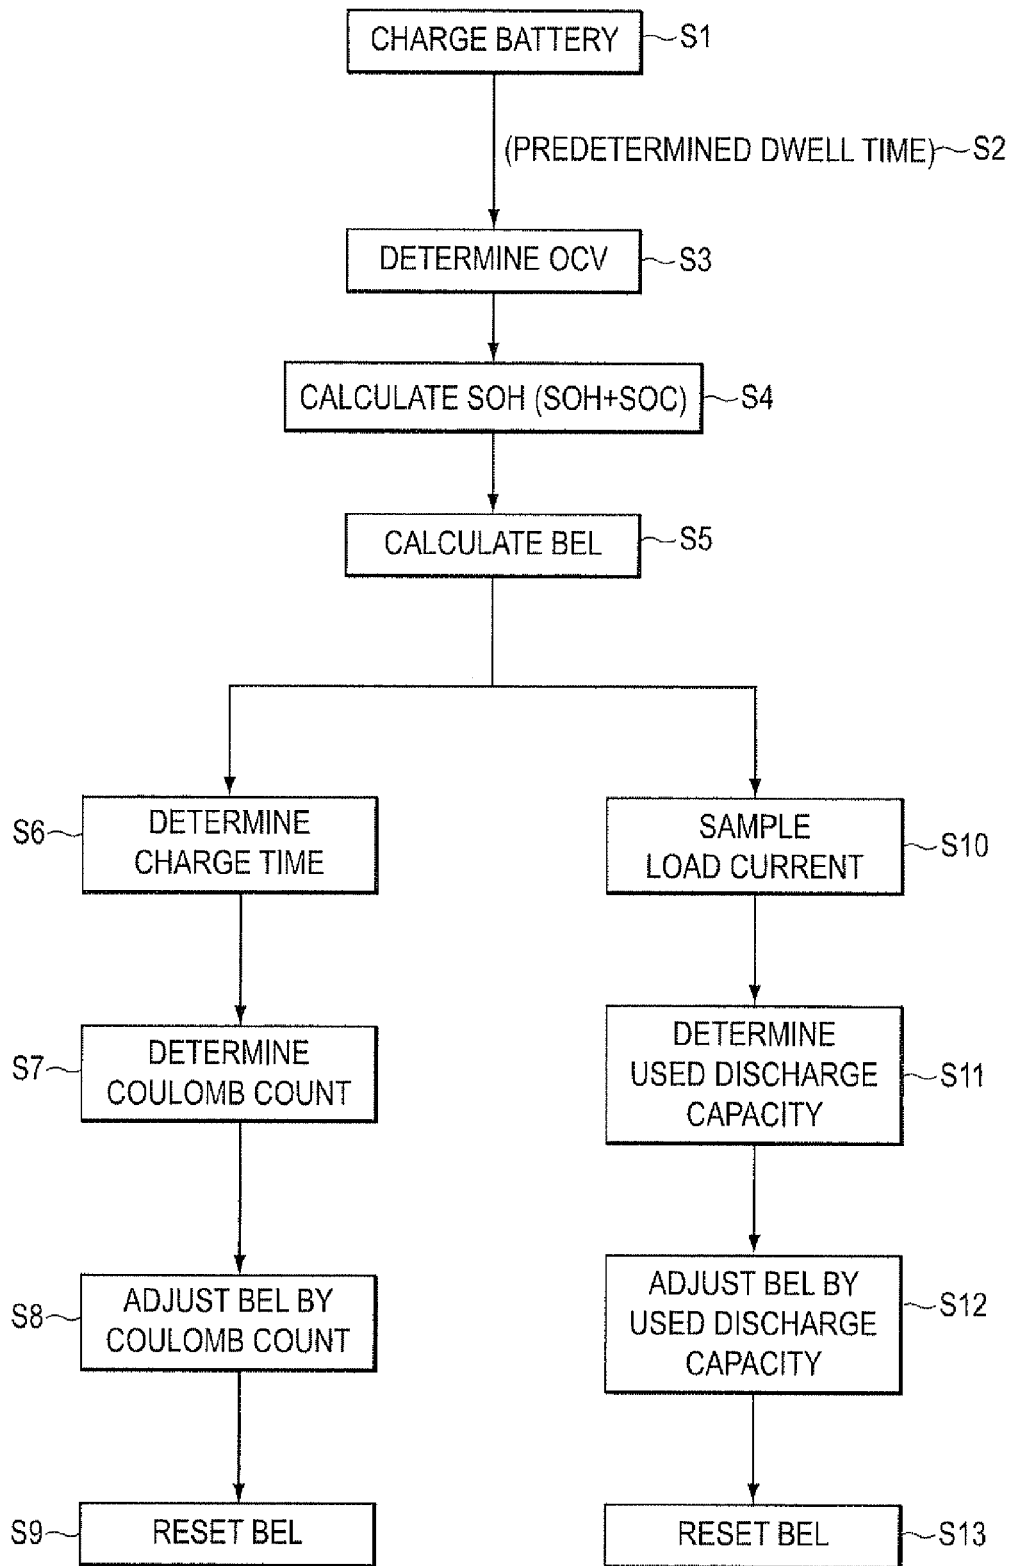 CHARGE BATTERY S1
(PREDETERMINED DWELL TIME) S2
DETERMINE OCV S3
CALCULATE SOH (SOH+SOC) S4
CALCULATE BEL S5
S6 DETERMINE
CHARGE TIME
SAMPLE
LOAD CURRENT S10
S7 DETERMINE
COULOMB COUNT
DETERMINE
USED DISCHARGE
CAPACITY S11
S8 ADJUST BEL BY
COULOMB COUNT
ADJUST BEL BY
USED DISCHARGE
CAPACITY S12
S9 RESET BEL
RESET BEL S13